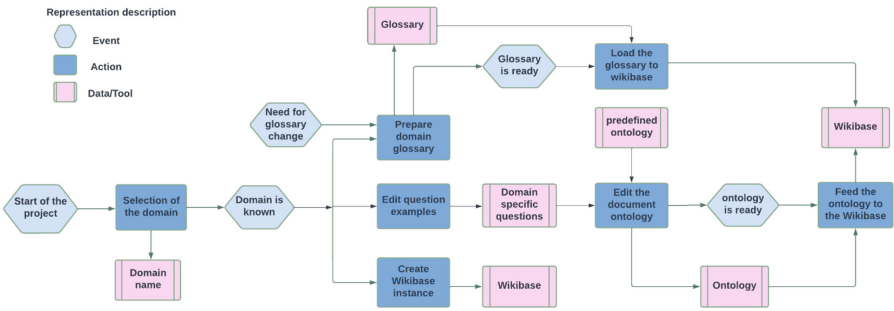 Representation description
Event
Action
Data/Tool
Glossary
Glossary
is ready
Load the
glossary to
wikibase
Need for
glossary
change
Prepare
domain
glossary
predefined
ontology
Wikibase
Start of the
project
Selection of
the domain
Domain is
known
Edit question
examples
Domain
specific
questions
Edit the
document
ontology
ontology
is ready
Feed the
ontology to
the Wikibase
Domain
name
Create
Wikibase
instance
Wikibase
Ontology